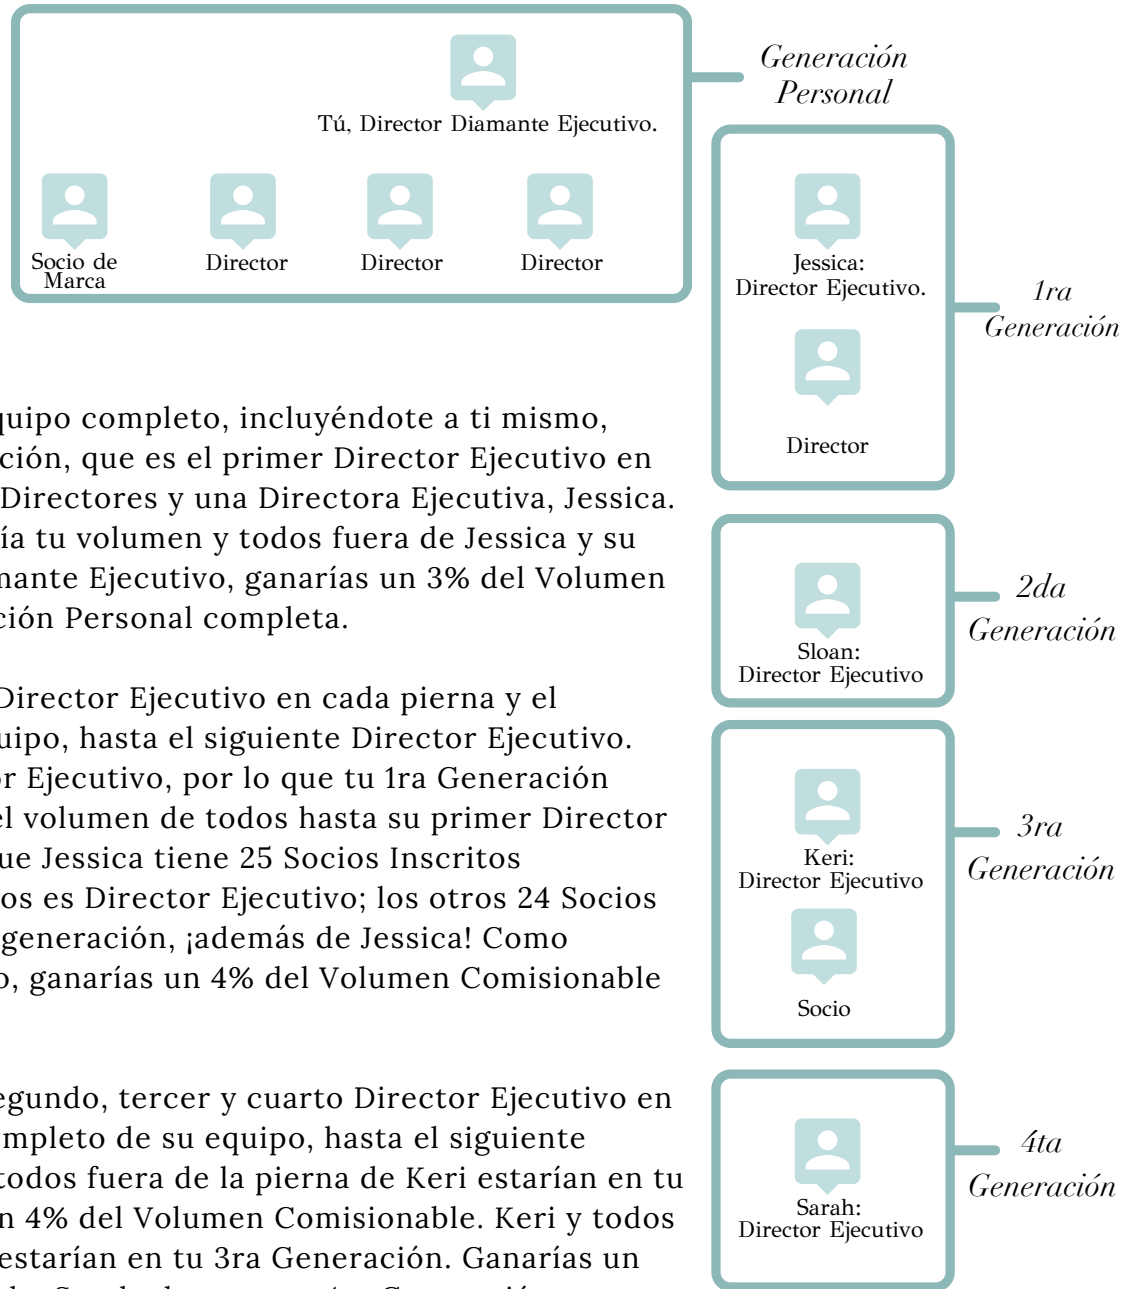 Generación
Personal
Tú, Director Diamante Ejecutivo.
Socio de
Marca
Director
Director
Director
Jessica:
Director Ejecutivo.
Director
1ra
Generación
quipo completo, incluyéndote a ti mismo,
ción, que es el primer Director Ejecutivo en
Directores y una Directora Ejecutiva, Jessica.
ía tu volumen y todos fuera de Jessica y su
mante Ejecutivo, ganarías un 3% del Volumen
ción Personal completa.
Director Ejecutivo en cada pierna y el
uipo, hasta el siguiente Director Ejecutivo.
or Ejecutivo, por lo que tu 1ra Generación
el volumen de todos hasta su primer Director
que Jessica tiene 25 Socios Inscritos
os es Director Ejecutivo; los otros 24 Socios
generación, ¡además de Jessica! Como
o, ganarías un 4% del Volumen Comisionable
egundo, tercer y cuarto Director Ejecutivo en
mpleto de su equipo, hasta el siguiente
todos fuera de la pierna de Keri estarían en tu
n 4% del Volumen Comisionable. Keri y todos
estarían en tu 3ra Generación. Ganarías un
Sloan:
Director Ejecutivo
2da
Generación
Keri:
Director Ejecutivo
Socio
3ra
Generación
Sarah:
Director Ejecutivo
4ta
Generación